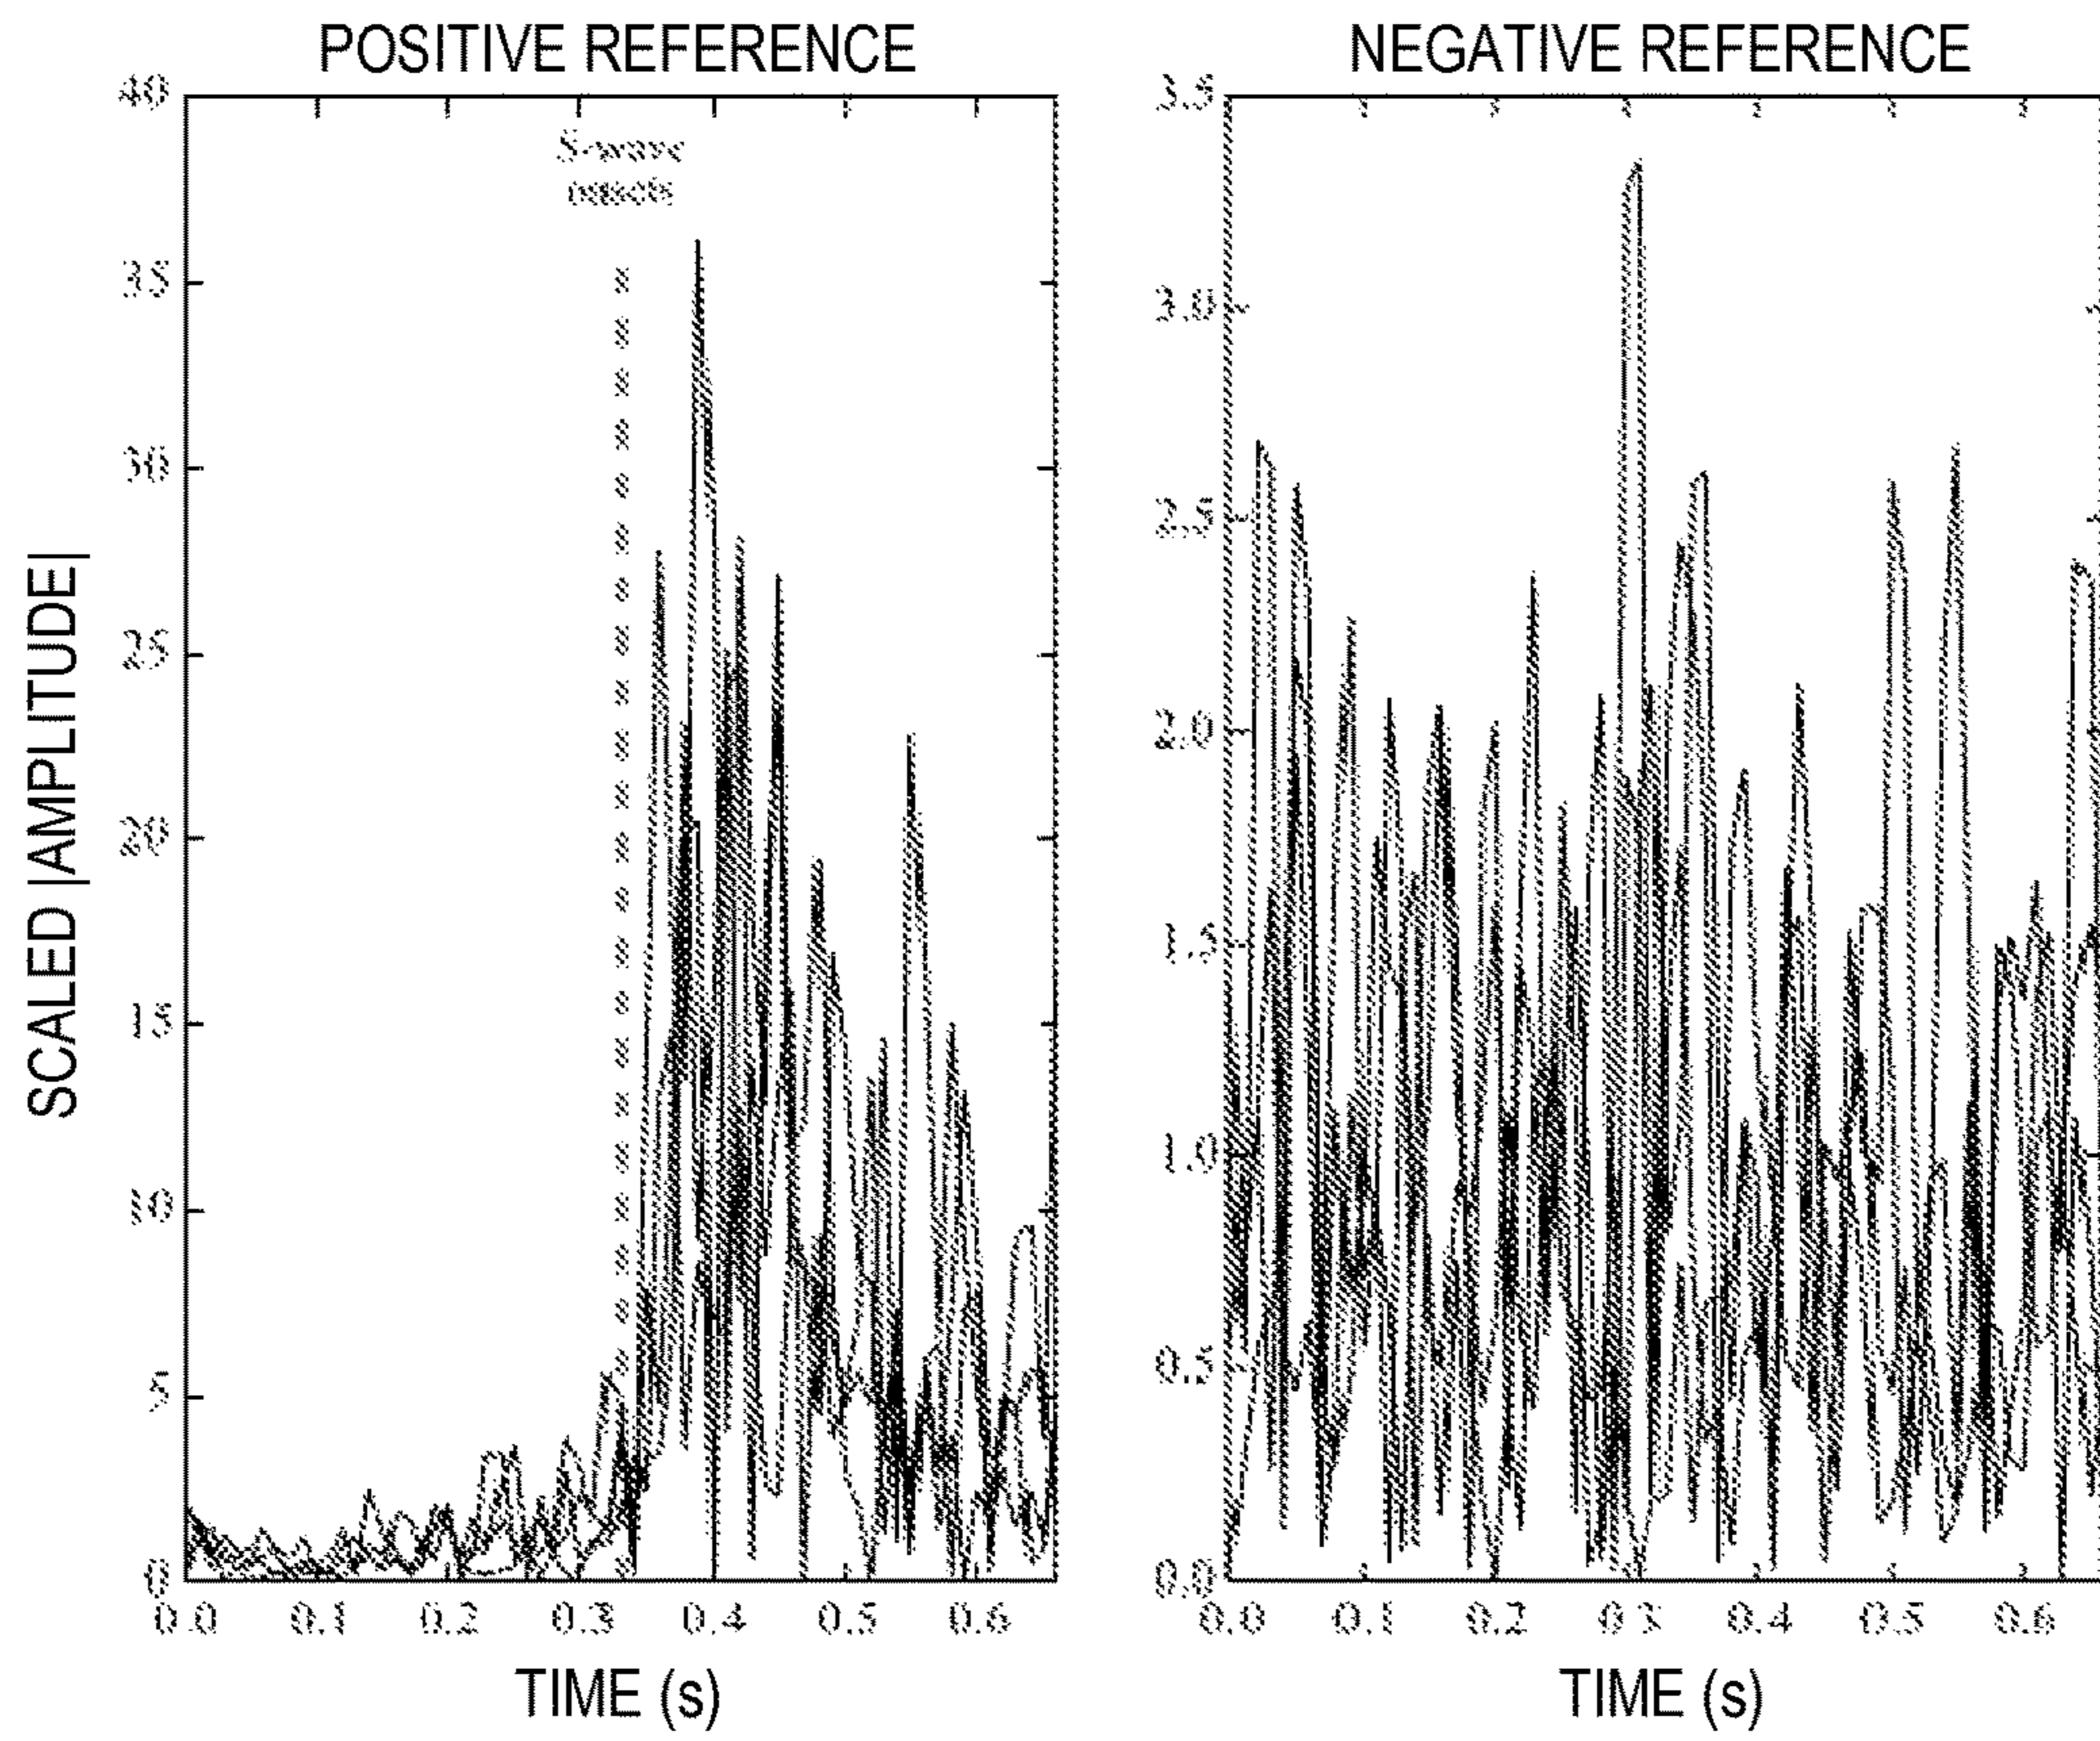 POSITIVE REFERENCE
NEGATIVE REFERENCE
SCALED |AMPLITUDE|
S-wave
onsets
40
35
30
25
20
15
10
5
0
0.0 0.1 0.2 0.3 0.4 0.5 0.6
TIME (s)
3.5
3.0
2.5
2.0
1.5
1.0
0.5
0.0
0.0 0.1 0.2 0.3 0.4 0.5 0.6
TIME (s)